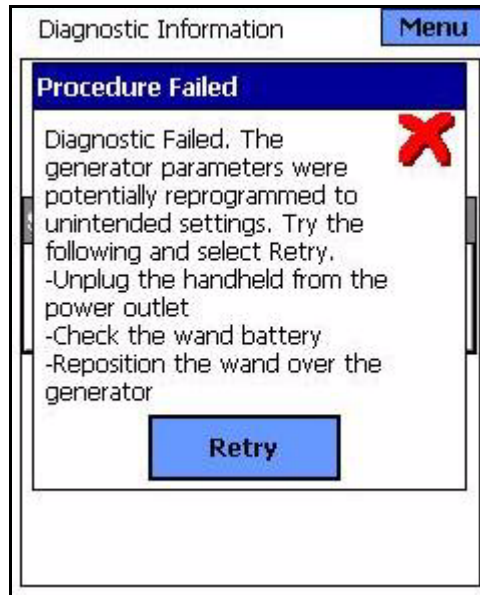 Diagnostic Information
Menu
Procedure Failed
Diagnostic Failed. The
generator parameters were
potentially reprogrammed to
unintended settings. Try the
following and select Retry.
-Unplug the handheld from the
power outlet
-Check the wand battery
-Reposition the wand over the
generator
Retry